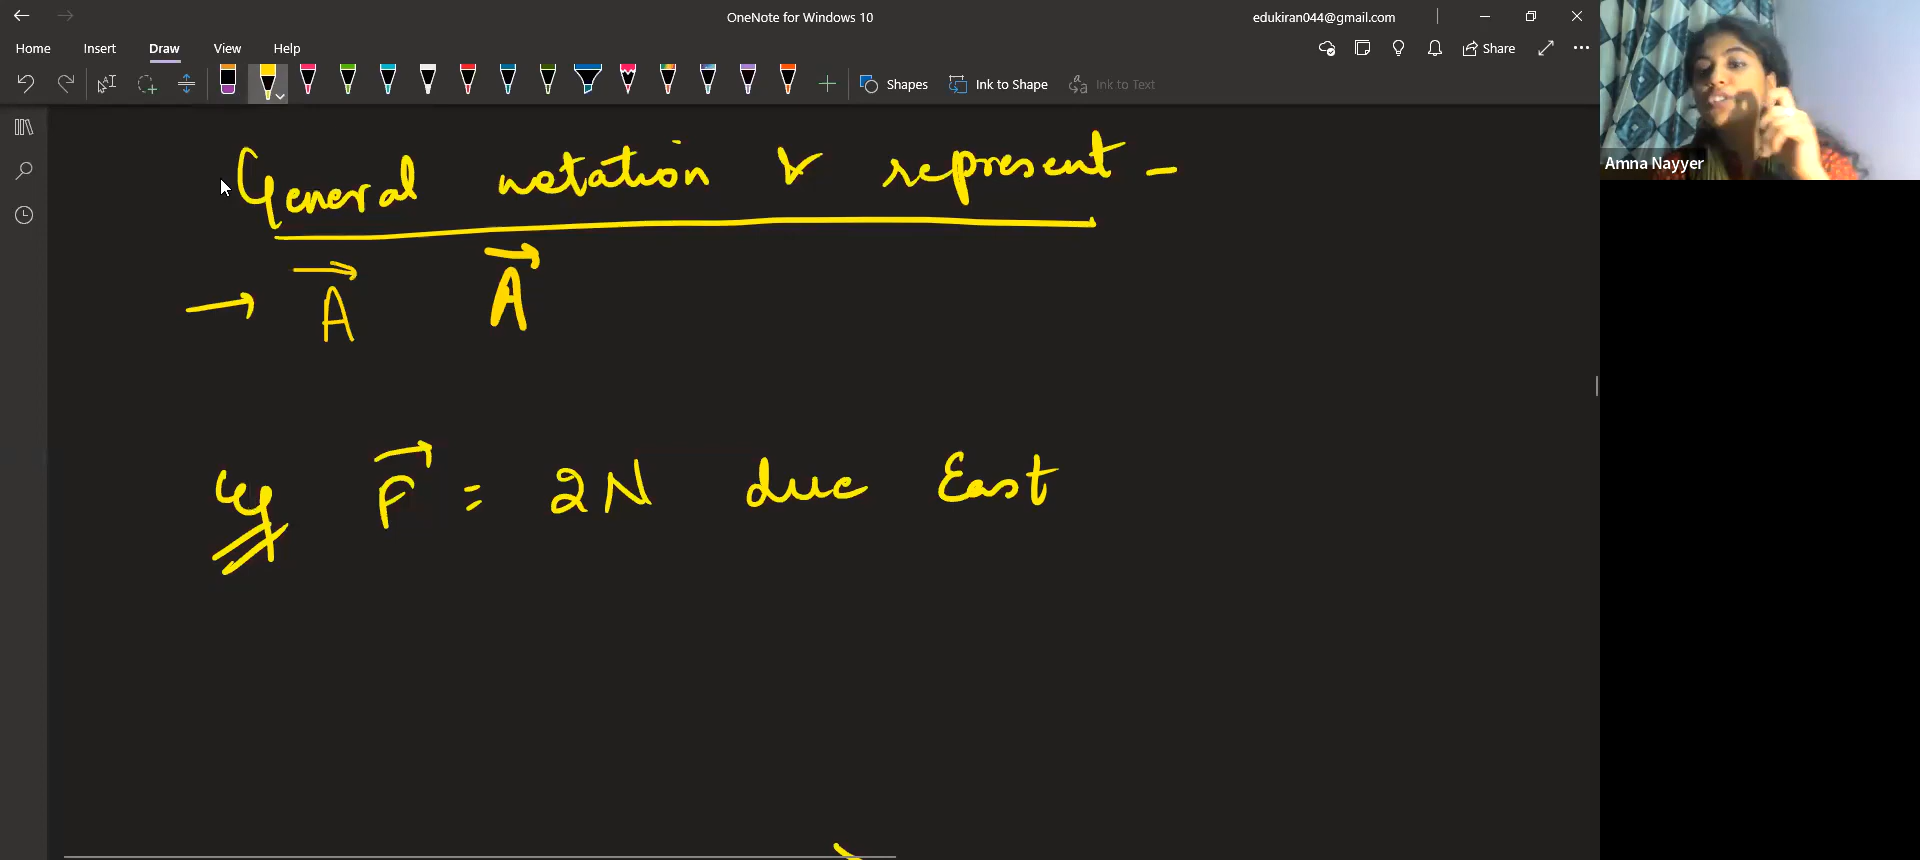 OneNote for Windows 10
edukiran044@gmail.com
Home Insert Draw View Help
Share
Shapes Ink to Shape Ink to Text
Amna Nayyer
General notation & represent -
→ A⃗ A⃗
eg F⃗ = 2N due East